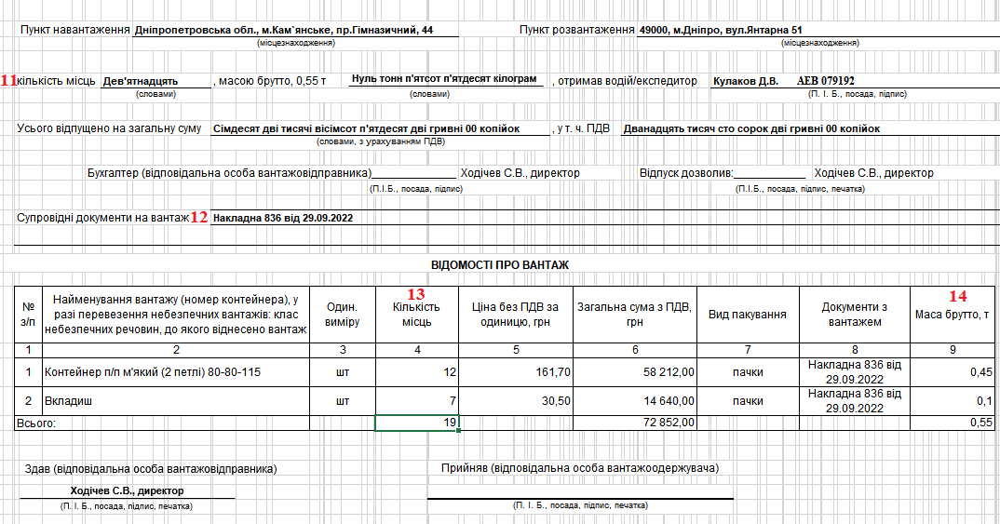 Пункт навантаження Дніпропетровська обл., м.Кам`янське, пр.Гімназичний, 44 Пункт розвантаження 49000, м.Дніпро, вул.Янтарна 51
(місцезнаходження) (місцезнаходження)
11 кількість місць Дев'ятнадцять , масою брутто, 0,55 т Нуль тонн п'ятсот п'ятдесят кілограм , отримав водій/експедитор Кулаков Д.В. АЕВ 079192
(словами) (словами) (П. І. Б., посада, підпис)
Усього відпущено на загальну суму Сімдесят дві тисячі вісімсот п'ятдесят дві гривні 00 копійок , у т. ч. ПДВ Дванадцять тисяч сто сорок дві гривні 00 копійок
(словами, з урахуванням ПДВ)
Бухгалтер (відповідальна особа вантажовідправника) Ходічев С.В., директор Відпуск дозволив: Ходічев С.В., директор
(П.І.Б., посада, підпис) (П.І.Б., посада, підпис, печатка)
Супровідні документи на вантаж 12 Накладна 836 від 29.09.2022
ВІДОМОСТІ ПРО ВАНТАЖ
13 14
№ з/п Найменування вантажу (номер контейнера), у разі перевезення небезпечних вантажів: клас небезпечних речовин, до якого віднесено вантаж Один. виміру Кількість місць Ціна без ПДВ за одиницю, грн Загальна сума з ПДВ, грн Вид пакування Документи з вантажем Маса брутто, т
1 2 3 4 5 6 7 8 9
1 Контейнер п/п м'який (2 петлі) 80-80-115 шт 12 161,70 58 212,00 пачки Накладна 836 від 29.09.2022 0,45
2 Вкладиш шт 7 30,50 14 640,00 пачки Накладна 836 від 29.09.2022 0,1
Всього: 19 72 852,00 0,55
Здав (відповідальна особа вантажовідправника) Прийняв (відповідальна особа вантажоодержувача)
Ходічев С.В., директор
(П. І. Б., посада, підпис, печатка) (П. І. Б., посада, підпис, печатка)